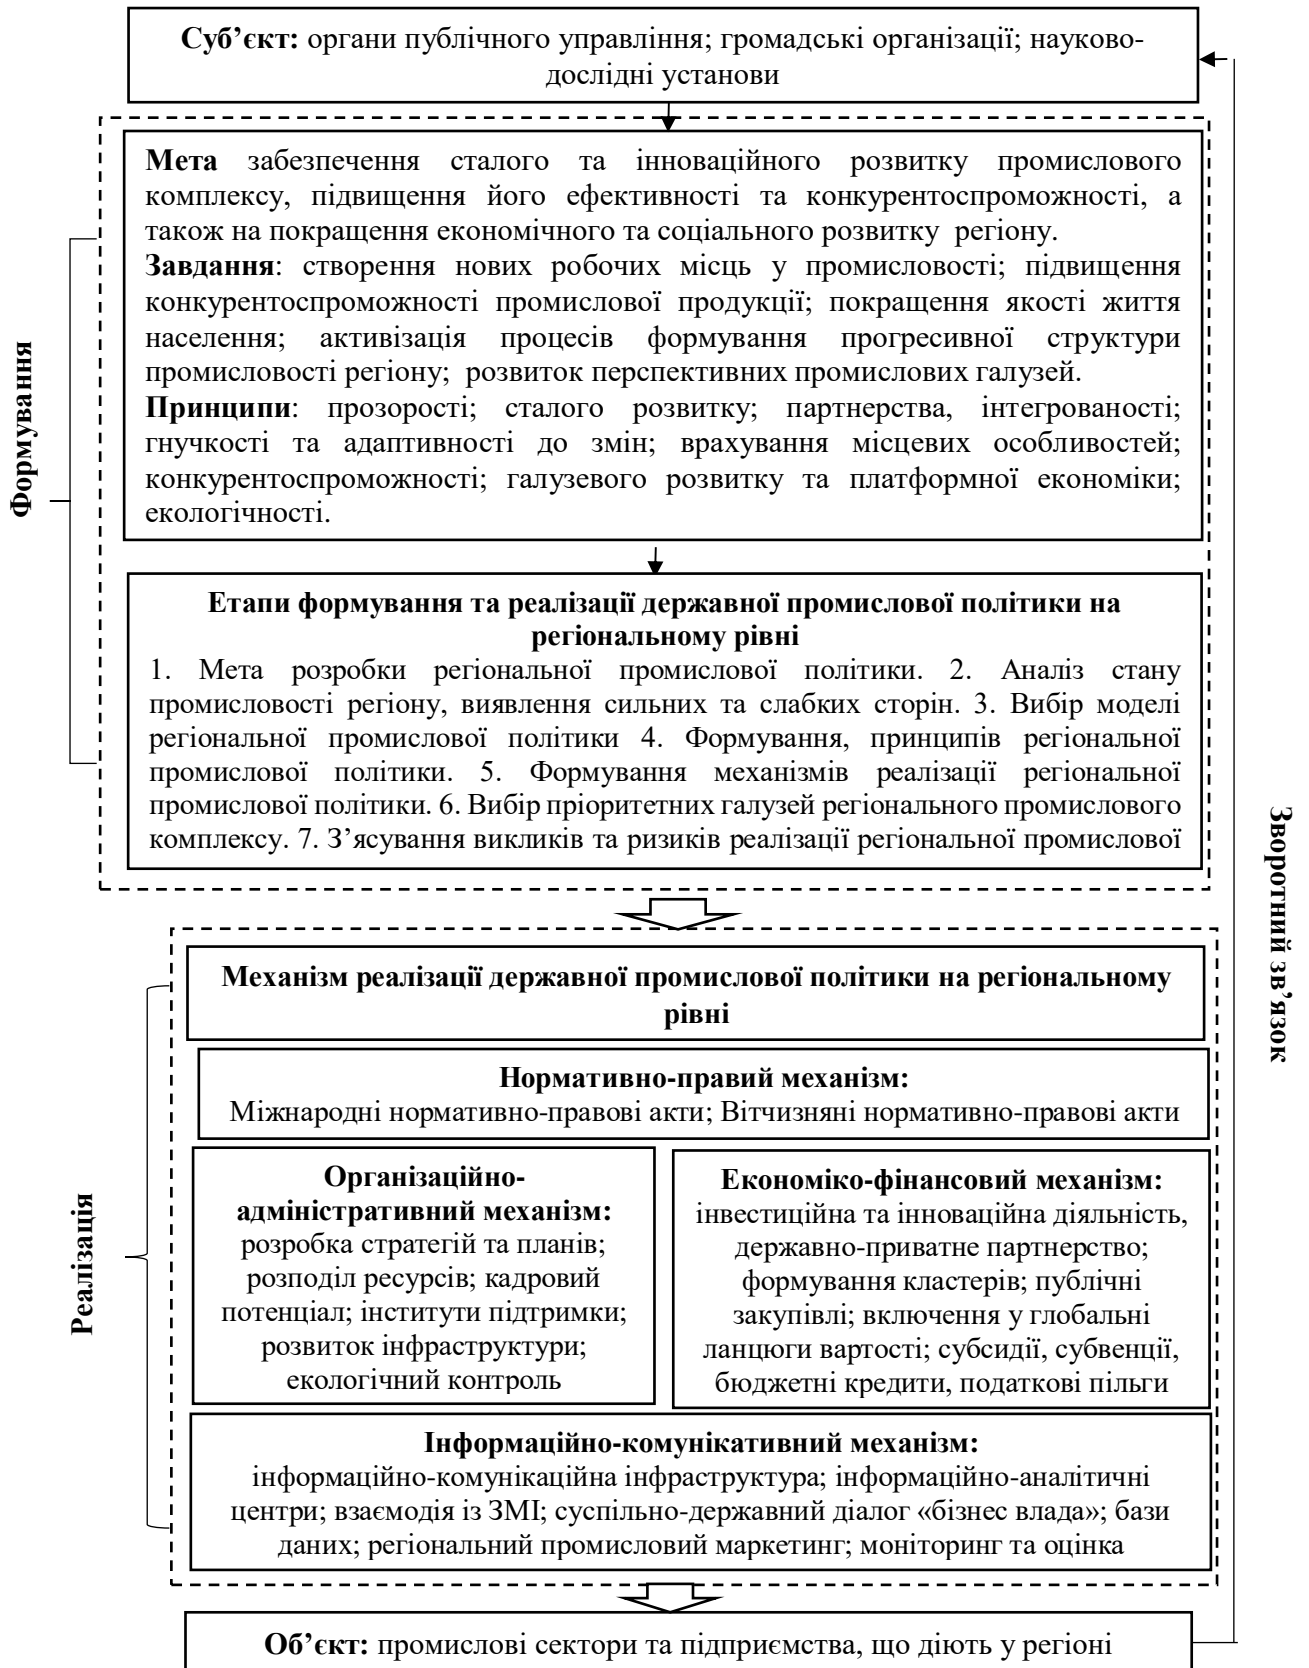 Суб’єкт: органи публічного управління; громадські організації; науково-
дослідні установи
Мета забезпечення сталого та інноваційного розвитку промислового
комплексу, підвищення його ефективності та конкурентоспроможності, а
також на покращення економічного та соціального розвитку регіону.
Завдання: створення нових робочих місць у промисловості; підвищення
конкурентоспроможності промислової продукції; покращення якості життя
населення; активізація процесів формування прогресивної структури
промисловості регіону; розвиток перспективних промислових галузей.
Принципи: прозорості; сталого розвитку; партнерства, інтегрованості;
гнучкості та адаптивності до змін; врахування місцевих особливостей;
конкурентоспроможності; галузевого розвитку та платформної економіки;
екологічності.
Формування
Етапи формування та реалізації державної промислової політики на
регіональному рівні
1. Мета розробки регіональної промислової політики. 2. Аналіз стану
промисловості регіону, виявлення сильних та слабких сторін. 3. Вибір моделі
регіональної промислової політики 4. Формування, принципів регіональної
промислової політики. 5. Формування механізмів реалізації регіональної
промислової політики. 6. Вибір пріоритетних галузей регіонального промислового
комплексу. 7. З’ясування викликів та ризиків реалізації регіональної промислової
Зворотний зв’язок
Механізм реалізації державної промислової політики на регіональному
рівні
Нормативно-правий механізм:
Міжнародні нормативно-правові акти; Вітчизняні нормативно-правові акти
Реалізація
Організаційно-
адміністративний механізм:
розробка стратегій та планів;
розподіл ресурсів; кадровий
потенціал; інститути підтримки;
розвиток інфраструктури;
екологічний контроль
Економіко-фінансовий механізм:
інвестиційна та інноваційна діяльність,
державно-приватне партнерство;
формування кластерів; публічні
закупівлі; включення у глобальні
ланцюги вартості; субсидії, субвенції,
бюджетні кредити, податкові пільги
Інформаційно-комунікативний механізм:
інформаційно-комунікаційна інфраструктура; інформаційно-аналітичні
центри; взаємодія із ЗМІ; суспільно-державний діалог «бізнес влада»; бази
даних; регіональний промисловий маркетинг; моніторинг та оцінка
Об’єкт: промислові сектори та підприємства, що діють у регіоні